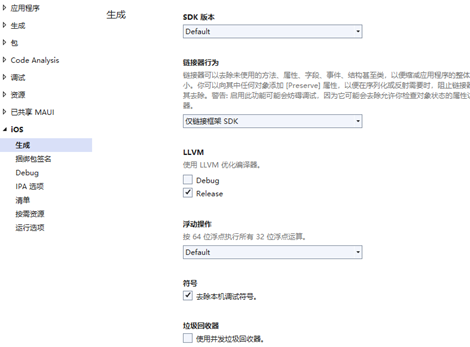 应用程序
生成
包
Code Analysis
调试
资源
已共享 MAUI
iOS
生成
捆绑包签名
Debug
IPA 选项
清单
按需资源
运行选项
生成
SDK 版本
Default
链接器行为
链接器可以去除未使用的方法、属性、字段、事件、结构甚至类，以便缩减应用程序的整体
小。你可以向其中任何对象添加 [Preserve] 属性，以便在序列化或反射需要时，阻止链接器
其去除。警告: 启用此功能可能会妨碍调试，因为它可能会去除允许你检查对象状态的属性访
器。
仅链接框架 SDK
LLVM
使用 LLVM 优化编译器。
Debug
Release
浮动操作
按 64 位浮点执行所有 32 位浮点运算。
Default
符号
去除本机调试符号。
垃圾回收器
使用并发垃圾回收器。